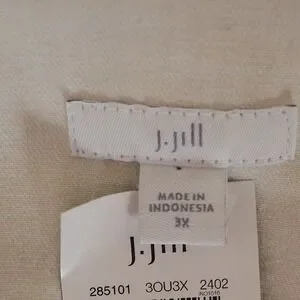 J.Jill
MADE IN
INDONESIA
3X
J.Jill
285101 3OU3X 2402